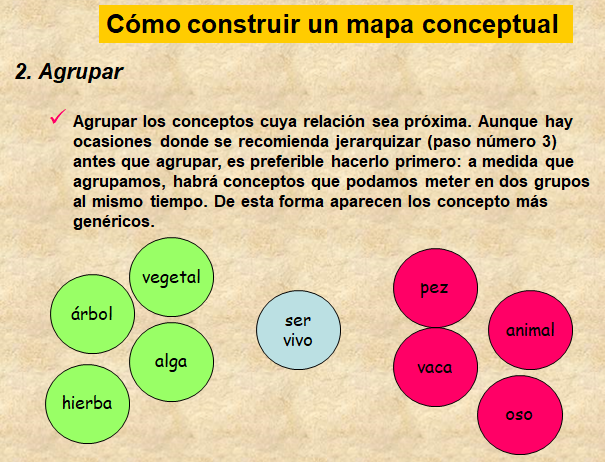 Cómo construir un mapa conceptual
2. Agrupar
✓ Agrupar los conceptos cuya relación sea próxima. Aunque hay
ocasiones donde se recomienda jerarquizar (paso número 3)
antes que agrupar, es preferible hacerlo primero: a medida que
agrupamos, habrá conceptos que podamos meter en dos grupos
al mismo tiempo. De esta forma aparecen los concepto más
genéricos.
vegetal
árbol
alga
hierba
ser
vivo
pez
animal
vaca
oso